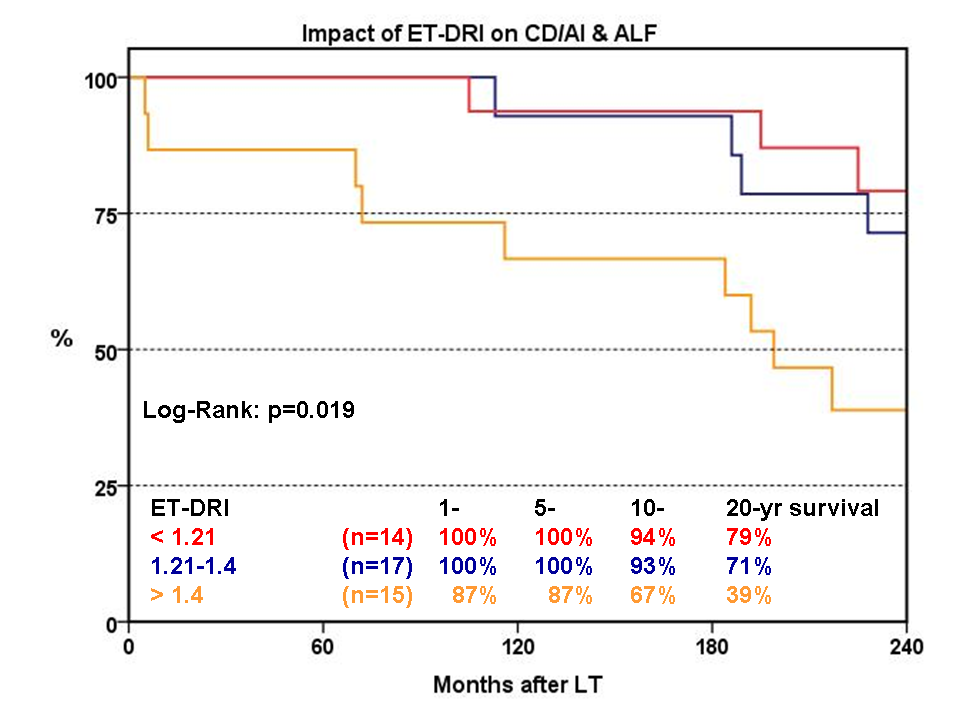 Impact of ET-DRI on CD/AI & ALF
100
75
%
50
Log-Rank: p=0.019
25
ET-DRI 1- 5- 10- 20-yr survival
< 1.21 (n=14) 100% 100% 94% 79%
1.21-1.4 (n=17) 100% 100% 93% 71%
> 1.4 (n=15) 87% 87% 67% 39%
0
0 60 120 180 240
Months after LT